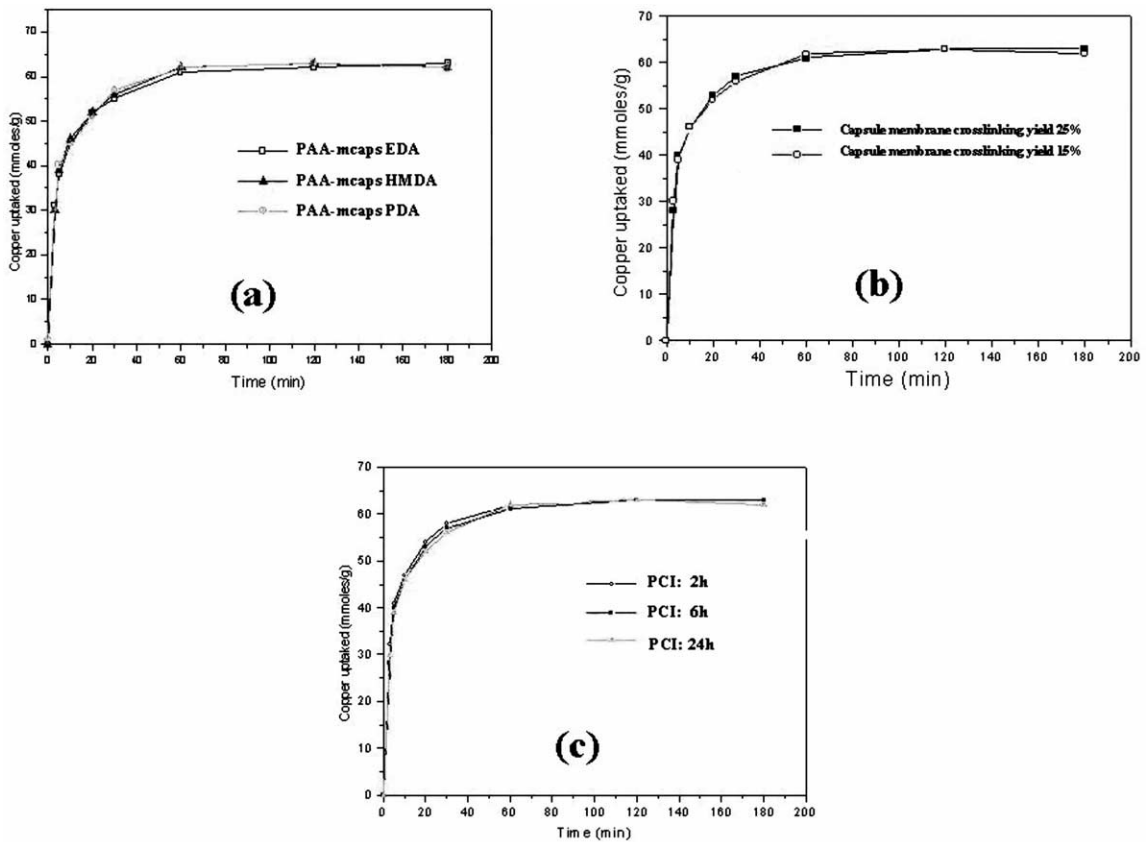 Copper uptaked (mmoles/g)
70
60
50
40
30
20
10
0
PAA-mcaps EDA
PAA-mcaps HMDA
PAA-mcaps PDA
(a)
0 20 40 60 80 100 120 140 160 180 200
Time (min)
Copper uptaked (mmoles/g)
70
60
50
40
30
20
10
0
Capsule membrane crosslinking yield 25%
Capsule membrane crosslinking yield 15%
(b)
0 20 40 60 80 100 120 140 160 180 200
Time (min)
Copper uptaked (mmoles/g)
70
60
50
40
30
20
10
0
PCI: 2h
PCI: 6h
PCI: 24h
(c)
0 20 40 60 80 100 120 140 160 180 200
Time (min)